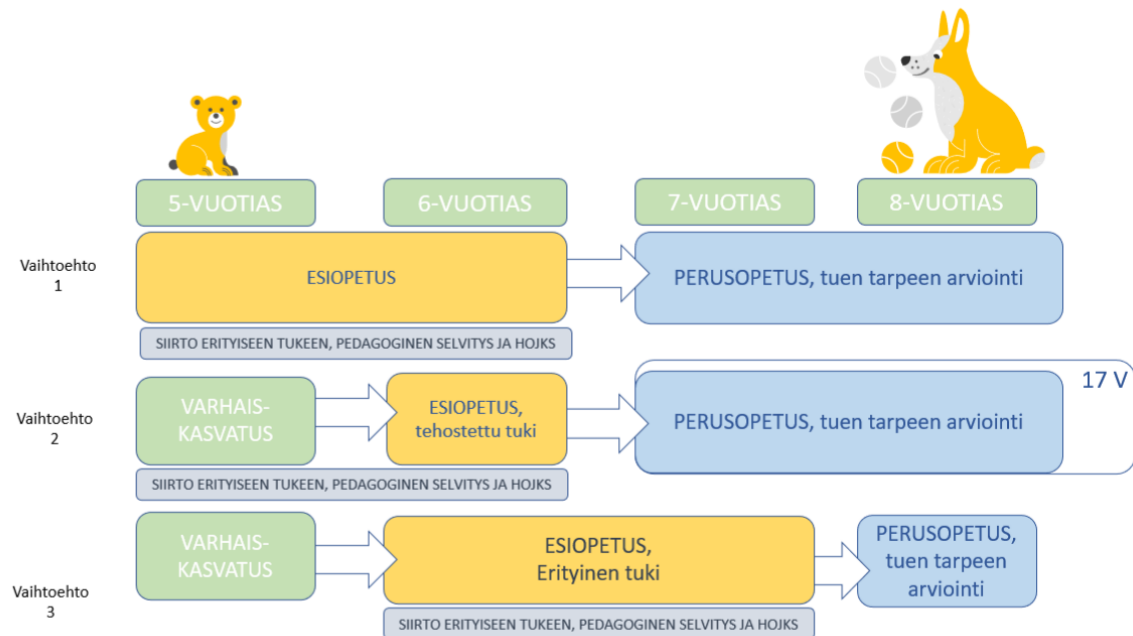 5-VUOTIAS
6-VUOTIAS
7-VUOTIAS
8-VUOTIAS
Vaihtoehto
1
ESIOPETUS
PERUSOPETUS, tuen tarpeen arviointi
SIIRTO ERITYISEEN TUKEEN, PEDAGOGINEN SELVITYS JA HOJKS
Vaihtoehto
2
VARHAIS-
KASVATUS
ESIOPETUS,
tehostettu tuki
PERUSOPETUS, tuen tarpeen arviointi
17 V
SIIRTO ERITYISEEN TUKEEN, PEDAGOGINEN SELVITYS JA HOJKS
Vaihtoehto
3
VARHAIS-
KASVATUS
ESIOPETUS,
Erityinen tuki
PERUSOPETUS,
tuen tarpeen
arviointi
SIIRTO ERITYISEEN TUKEEN, PEDAGOGINEN SELVITYS JA HOJKS